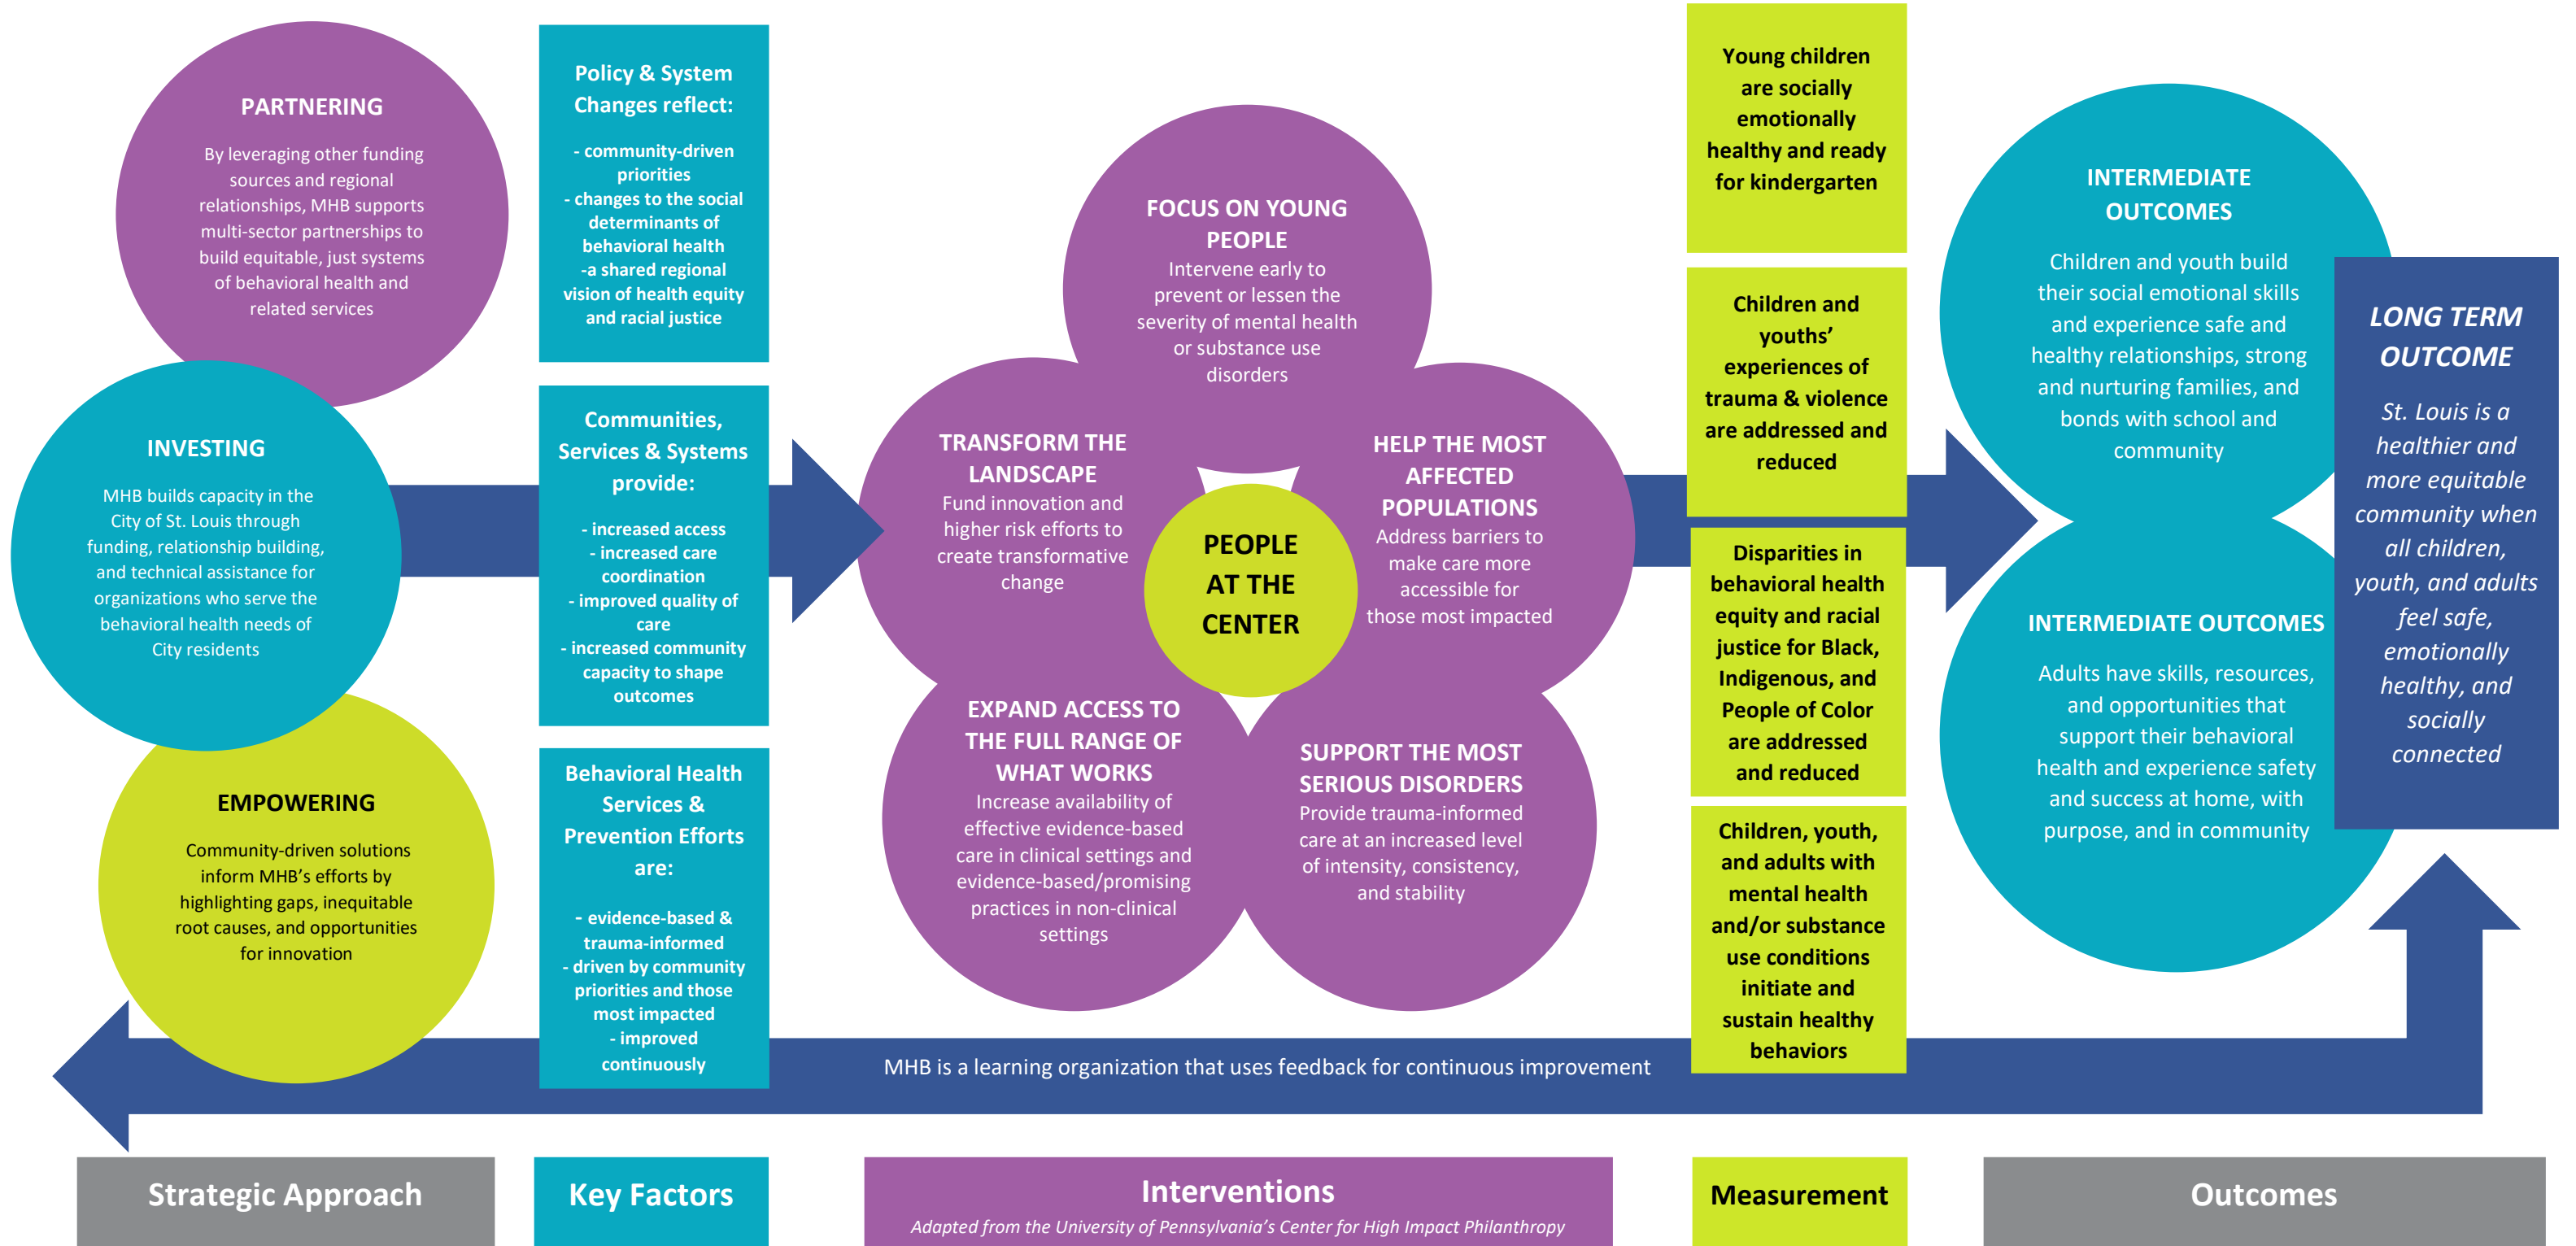 PARTNERING
By leveraging other funding
sources and regional
relationships, MHB supports
multi-sector partnerships to
build equitable, just systems
of behavioral health and
related services
INVESTING
MHB builds capacity in the
City of St. Louis through
funding, relationship building,
and technical assistance for
organizations who serve the
behavioral health needs of
City residents
EMPOWERING
Community-driven solutions
inform MHB’s efforts by
highlighting gaps, inequitable
root causes, and opportunities
for innovation
Policy & System
Changes reflect:
- community-driven
priorities
- changes to the social
determinants of
behavioral health
-a shared regional
vision of health equity
and racial justice
Communities,
Services & Systems
provide:
- increased access
- increased care
coordination
- improved quality of
care
- increased community
capacity to shape
outcomes
Behavioral Health
Services &
Prevention Efforts
are:
- evidence-based &
trauma-informed
- driven by community
priorities and those
most impacted
- improved
continuously
FOCUS ON YOUNG
PEOPLE
Intervene early to
prevent or lessen the
severity of mental health
or substance use
disorders
TRANSFORM THE
LANDSCAPE
Fund innovation and
higher risk efforts to
create transformative
change
HELP THE MOST
AFFECTED
POPULATIONS
Address barriers to
make care more
accessible for
those most impacted
PEOPLE
AT THE
CENTER
EXPAND ACCESS TO
THE FULL RANGE OF
WHAT WORKS
Increase availability of
effective evidence-based
care in clinical settings and
evidence-based/promising
practices in non-clinical
settings
SUPPORT THE MOST
SERIOUS DISORDERS
Provide trauma-informed
care at an increased level
of intensity, consistency,
and stability
Young children
are socially
emotionally
healthy and ready
for kindergarten
Children and
youths’
experiences of
trauma & violence
are addressed and
reduced
Disparities in
behavioral health
equity and racial
justice for Black,
Indigenous, and
People of Color
are addressed
and reduced
Children, youth,
and adults with
mental health
and/or substance
use conditions
initiate and
sustain healthy
behaviors
INTERMEDIATE
OUTCOMES
Children and youth build
their social emotional skills
and experience safe and
healthy relationships, strong
and nurturing families, and
bonds with school and
community
INTERMEDIATE OUTCOMES
Adults have skills, resources,
and opportunities that
support their behavioral
health and experience safety
and success at home, with
purpose, and in community
LONG TERM
OUTCOME
St. Louis is a
healthier and
more equitable
community when
all children,
youth, and adults
feel safe,
emotionally
healthy, and
socially
connected
MHB is a learning organization that uses feedback for continuous improvement
Strategic Approach
Key Factors
Interventions
Adapted from the University of Pennsylvania’s Center for High Impact Philanthropy
Measurement
Outcomes